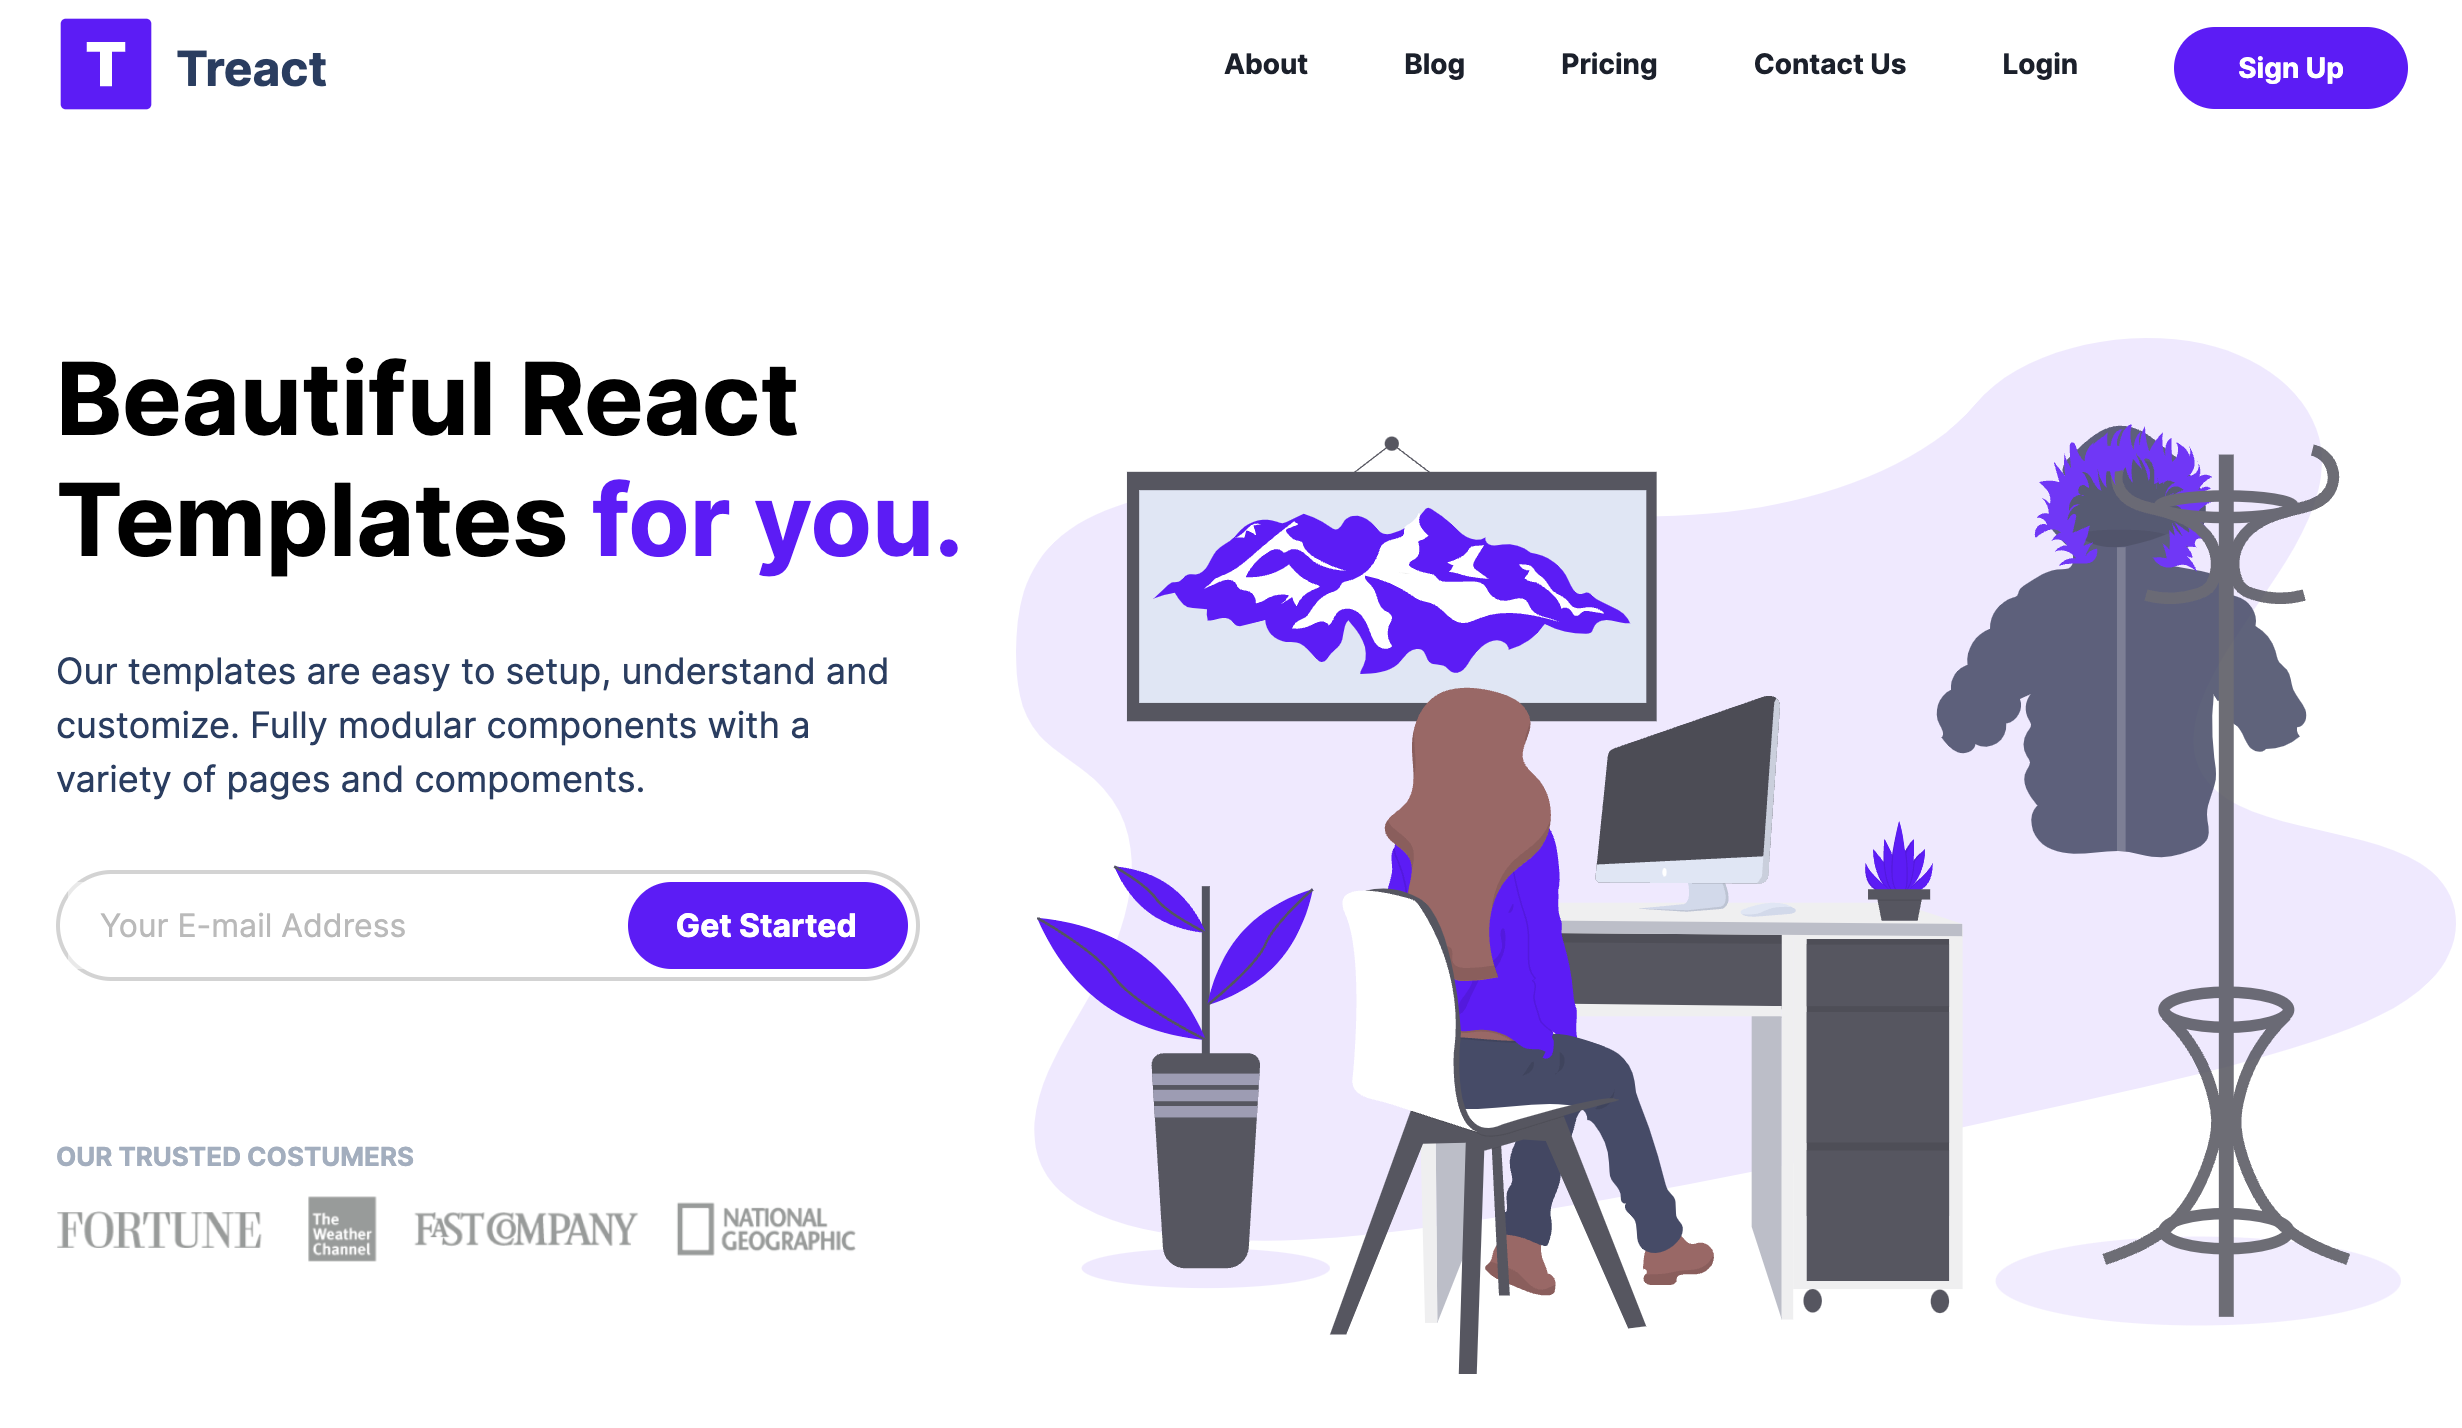 T
Treact
About
Blog
Pricing
Contact Us
Login
Sign Up
Beautiful React
Templates for you.
Our templates are easy to setup, understand and
customize. Fully modular components with a
variety of pages and compoments.
Your E-mail Address
Get Started
OUR TRUSTED COSTUMERS
FORTUNE
The
Weather
Channel
FAST COMPANY
NATIONAL
GEOGRAPHIC